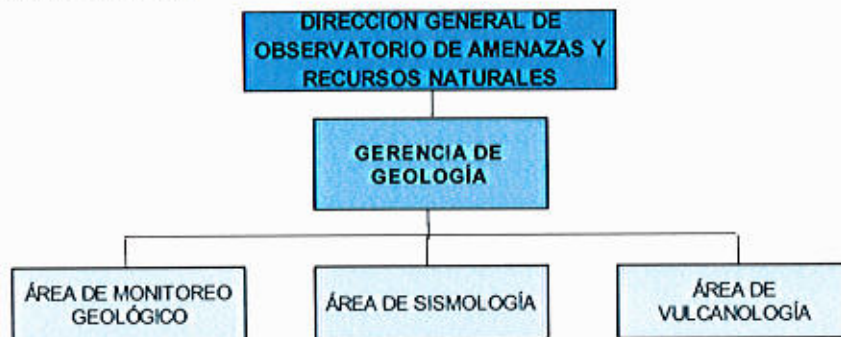 DIRECCION GENERAL DE
OBSERVATORIO DE AMENAZAS Y
RECURSOS NATURALES
GERENCIA DE
GEOLOGÍA
ÁREA DE MONITOREO
GEOLÓGICO
ÁREA DE SISMOLOGÍA
ÁREA DE
VULCANOLOGÍA